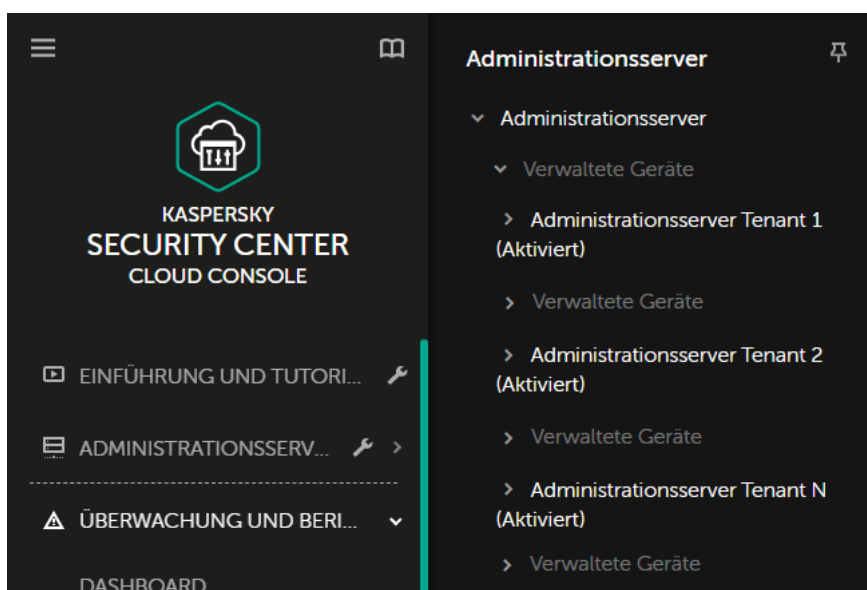 KASPERSKY
SECURITY CENTER
CLOUD CONSOLE
EINFÜHRUNG UND TUTORI...
ADMINISTRATIONSSERV...
ÜBERWACHUNG UND BERI...
DASHBOARD
Administrationsserver
Administrationsserver
Verwaltete Geräte
Administrationsserver Tenant 1
(Aktiviert)
Verwaltete Geräte
Administrationsserver Tenant 2
(Aktiviert)
Verwaltete Geräte
Administrationsserver Tenant N
(Aktiviert)
Verwaltete Geräte